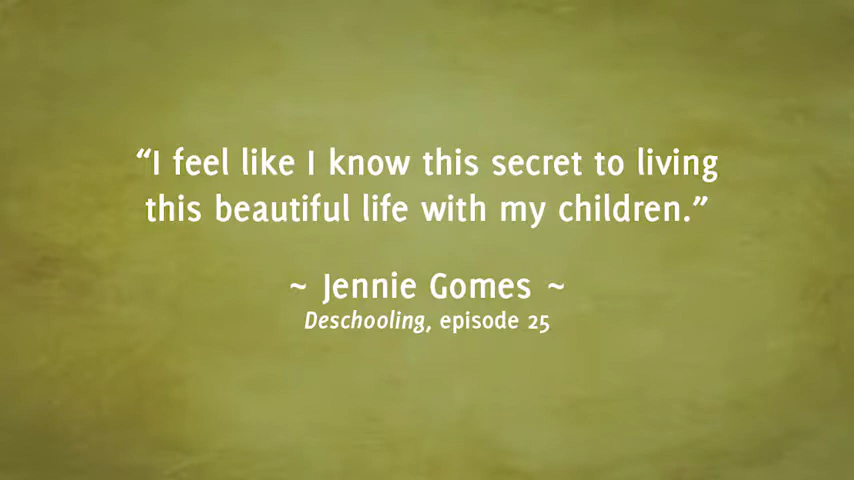 “I feel like I know this secret to living
this beautiful life with my children.”
~ Jennie Gomes ~
Deschooling, episode 25